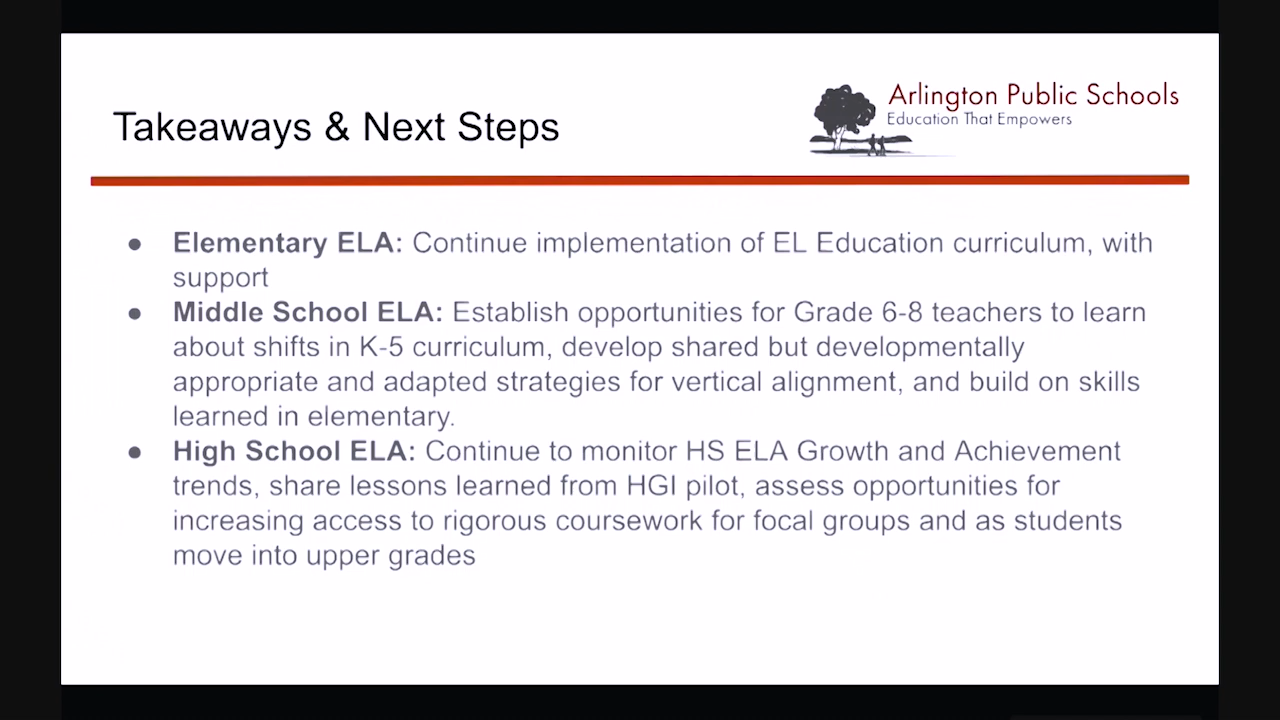 Takeaways & Next Steps
Arlington Public Schools
Education That Empowers
● Elementary ELA: Continue implementation of EL Education curriculum, with
support
● Middle School ELA: Establish opportunities for Grade 6-8 teachers to learn
about shifts in K-5 curriculum, develop shared but developmentally
appropriate and adapted strategies for vertical alignment, and build on skills
learned in elementary.
● High School ELA: Continue to monitor HS ELA Growth and Achievement
trends, share lessons learned from HGI pilot, assess opportunities for
increasing access to rigorous coursework for focal groups and as students
move into upper grades